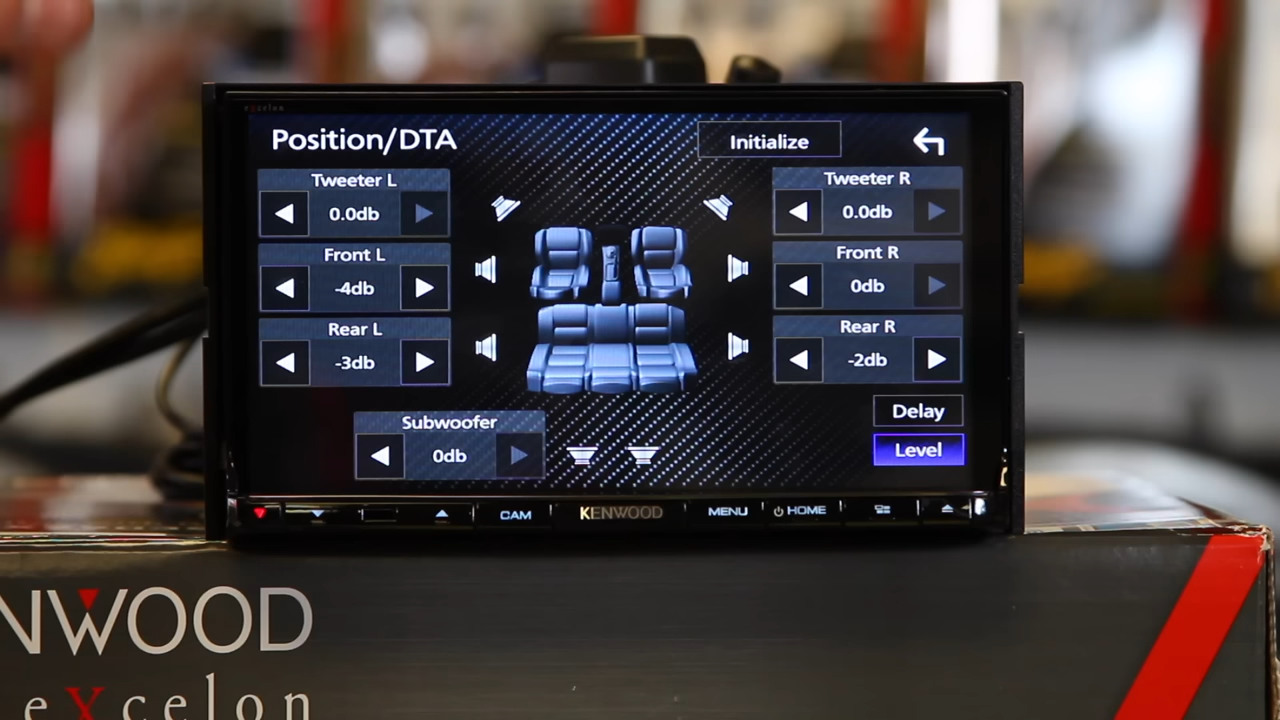 excelon
Position/DTA
Initialize
Tweeter L
0.0db
Tweeter R
0.0db
Front L
-4db
Front R
0db
Rear L
-3db
Rear R
-2db
Delay
Subwoofer
0db
Level
CAM
KENWOOD
MENU
HOME
NWOOD
excelon